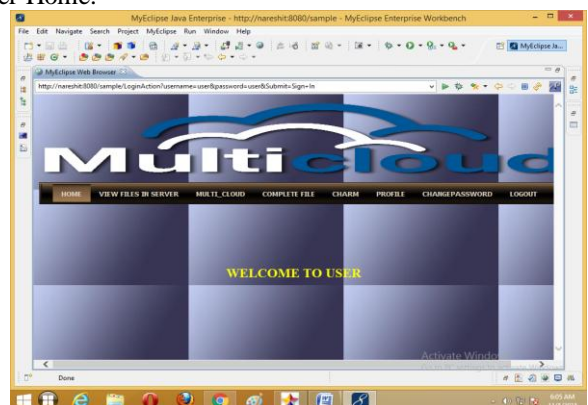 er Home.
MyEclipse Java Enterprise - http://nareshit:8080/sample - MyEclipse Enterprise Workbench
File Edit Navigate Search Project MyEclipse Run Window Help
MyEclipse Ja...
MyEclipse Web Browser
http://nareshit:8080/sample/LoginAction?username=user&password=user&Submit=Sign+In
Multicloud
HOME VIEW FILES IN SERVER MULTI_CLOUD COMPLETE FILE CHARM PROFILE CHANGEPASSWORD LOGOUT
WELCOME TO USER
Activate Windo
Done
6:05 AM